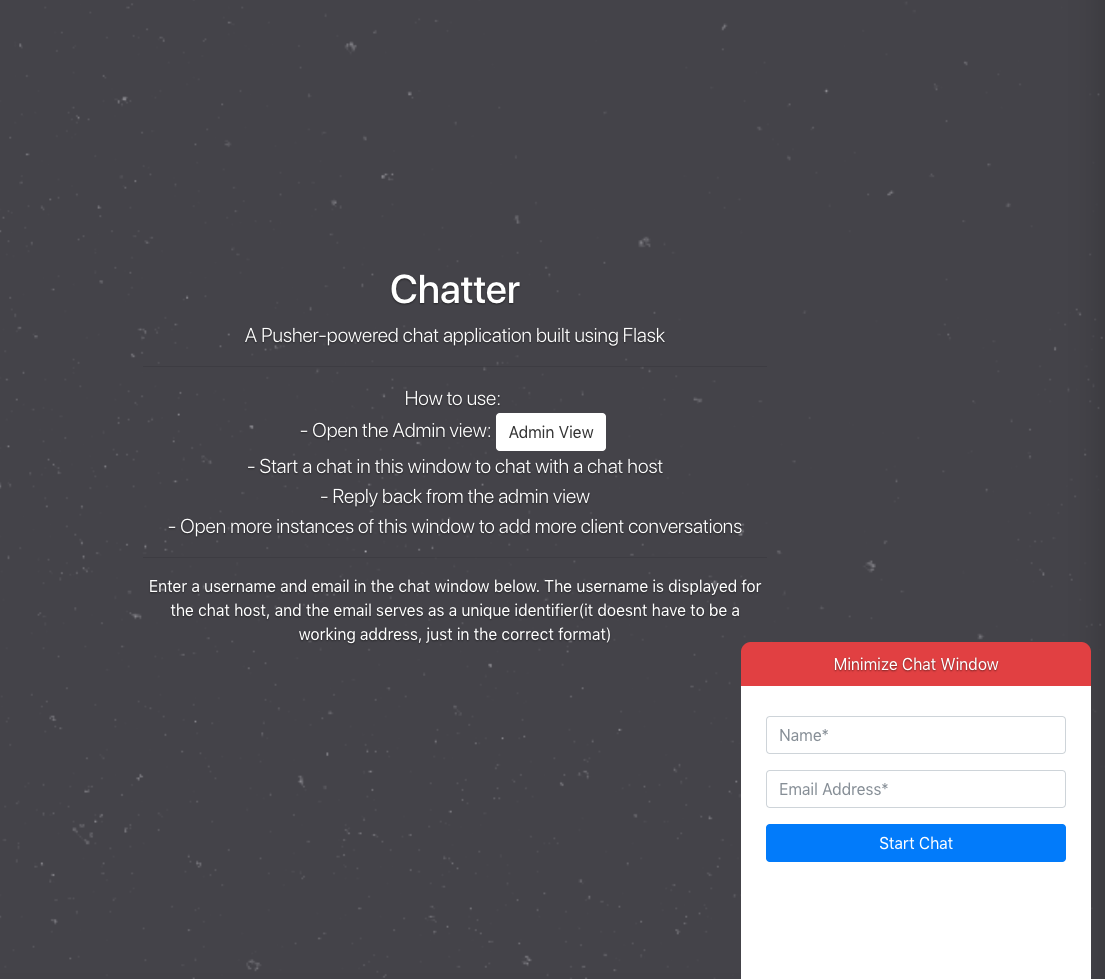 Chatter
A Pusher-powered chat application built using Flask
How to use:
- Open the Admin view: Admin View
- Start a chat in this window to chat with a chat host
- Reply back from the admin view
- Open more instances of this window to add more client conversations
Enter a username and email in the chat window below. The username is displayed for
the chat host, and the email serves as a unique identifier(it doesnt have to be a
working address, just in the correct format)
Minimize Chat Window
Name*
Email Address*
Start Chat